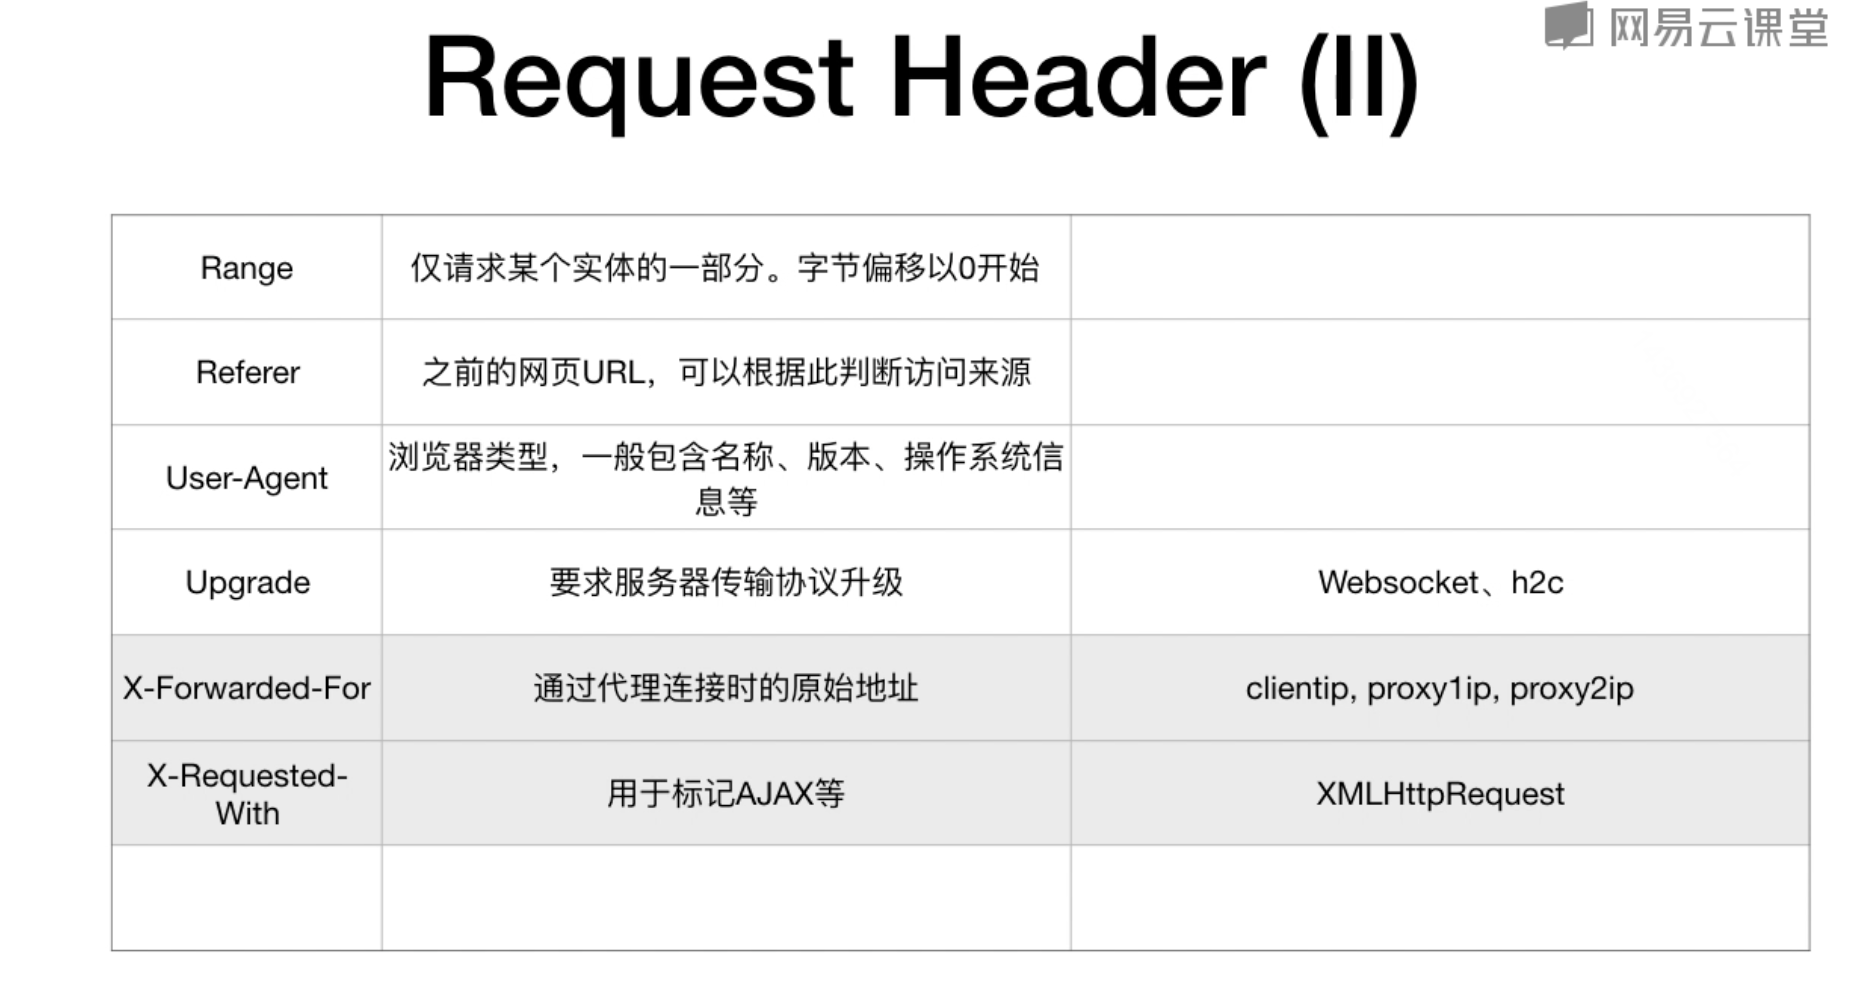 网易云课堂
Request Header (II)
Range 仅请求某个实体的一部分。字节偏移以0开始
Referer 之前的网页URL，可以根据此判断访问来源
User-Agent 浏览器类型，一般包含名称、版本、操作系统信
息等
Upgrade 要求服务器传输协议升级 Websocket、h2c
X-Forwarded-For 通过代理连接时的原始地址 clientip, proxy1ip, proxy2ip
X-Requested-
With 用于标记AJAX等 XMLHttpRequest